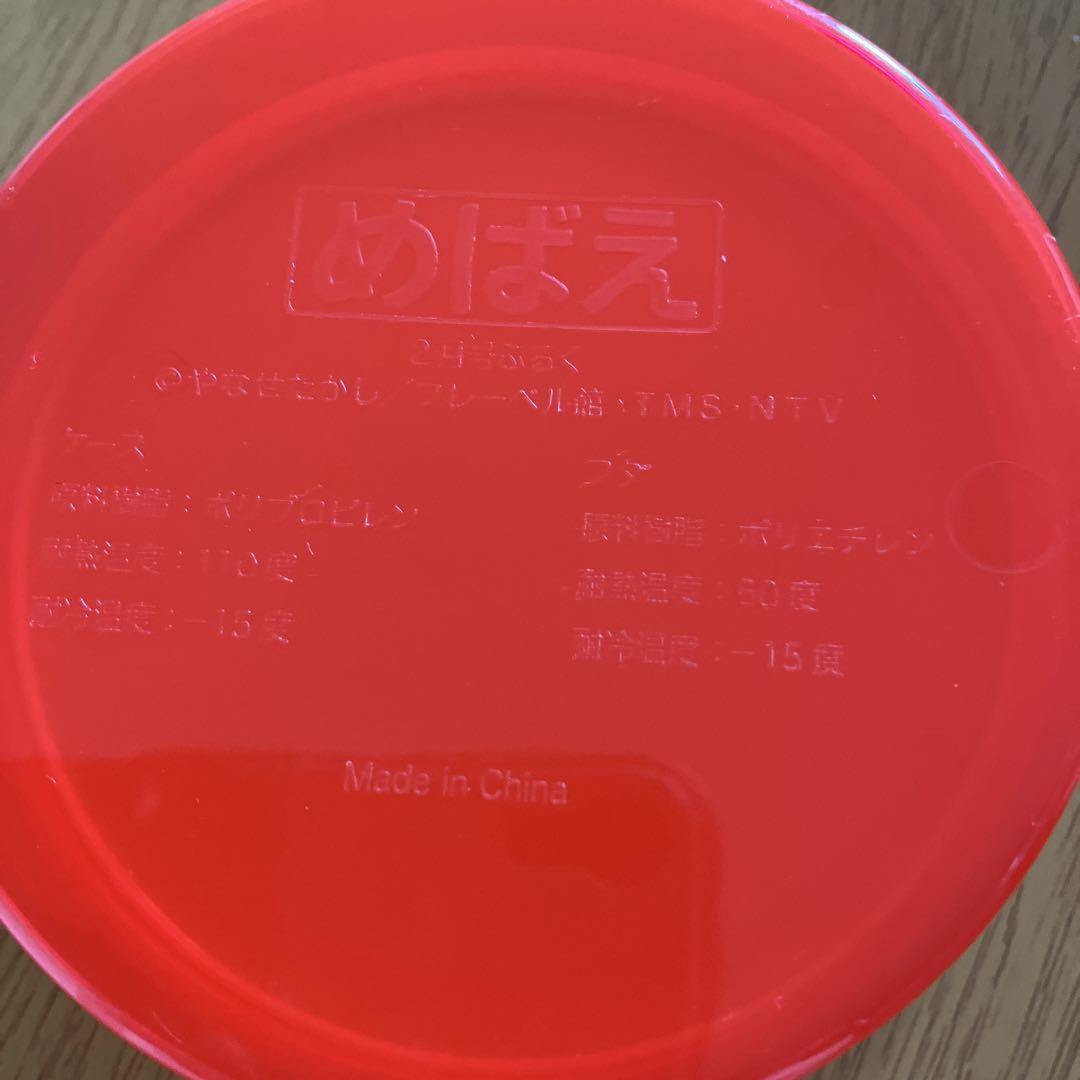 めばえ
2月号ふろく
©やなせたかし／フレーベル館・TMS・NTV
ケース
原料樹脂：ポリプロピレン
耐熱温度：110度
耐冷温度：-15度
フタ
原料樹脂：ポリエチレン
耐熱温度：60度
耐冷温度：-15度
Made in China